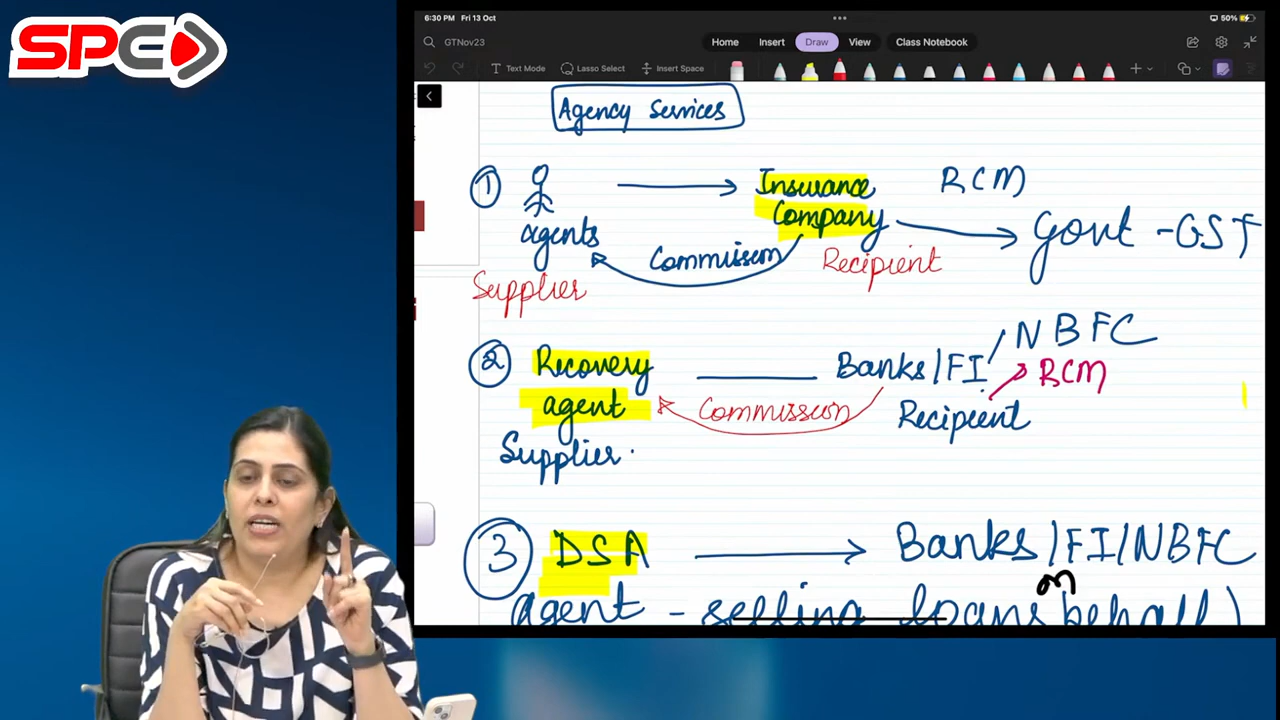 SPC
6:30 PM Fri 13 Oct
50%
GTNov23
Home Insert Draw View Class Notebook
Text Mode Lasso Select Insert Space
Agency Services
① Insurance RCM
Company Govt - GST
agents Commission Recipient
Supplier
② Recovery Banks/FI/NBFC
agent Commission RCM
Supplier. Recipient
③ DSA Banks/FI/NBFC
agent - selling loans on behalf)